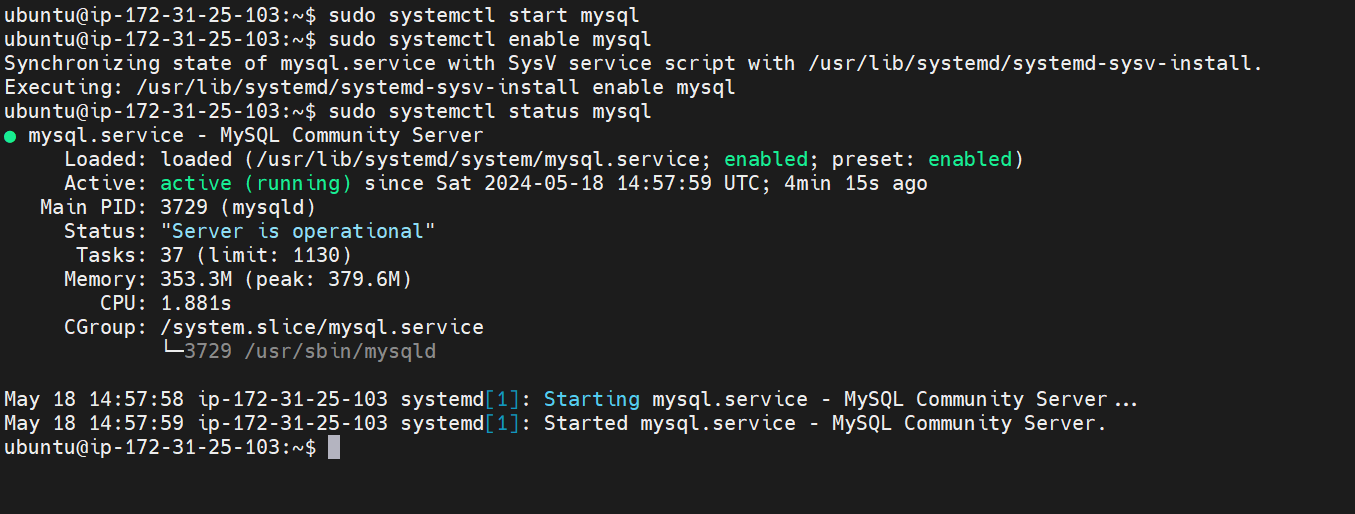 ubuntu@ip-172-31-25-103:~$ sudo systemctl start mysql
ubuntu@ip-172-31-25-103:~$ sudo systemctl enable mysql
Synchronizing state of mysql.service with SysV service script with /usr/lib/systemd/systemd-sysv-install.
Executing: /usr/lib/systemd/systemd-sysv-install enable mysql
ubuntu@ip-172-31-25-103:~$ sudo systemctl status mysql
● mysql.service - MySQL Community Server
     Loaded: loaded (/usr/lib/systemd/system/mysql.service; enabled; preset: enabled)
     Active: active (running) since Sat 2024-05-18 14:57:59 UTC; 4min 15s ago
   Main PID: 3729 (mysqld)
     Status: "Server is operational"
      Tasks: 37 (limit: 1130)
     Memory: 353.3M (peak: 379.6M)
        CPU: 1.881s
     CGroup: /system.slice/mysql.service
             └─3729 /usr/sbin/mysqld

May 18 14:57:58 ip-172-31-25-103 systemd[1]: Starting mysql.service - MySQL Community Server...
May 18 14:57:59 ip-172-31-25-103 systemd[1]: Started mysql.service - MySQL Community Server.
ubuntu@ip-172-31-25-103:~$